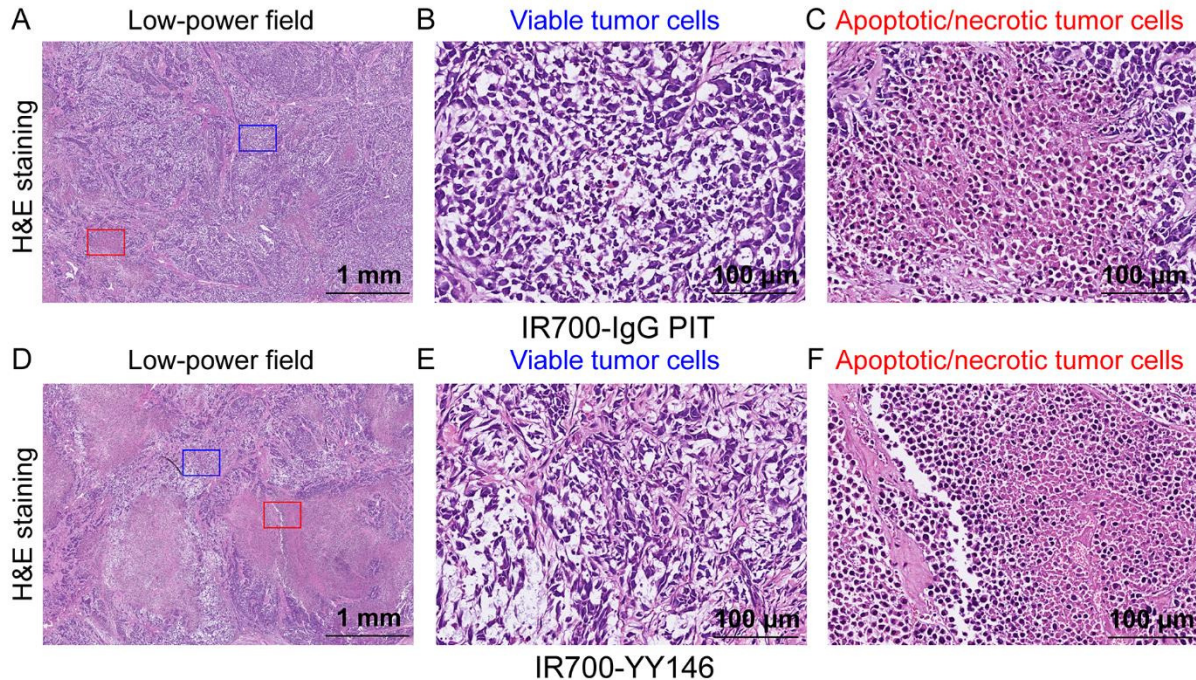 A Low-power field
B Viable tumor cells
C Apoptotic/necrotic tumor cells
H&E staining
1 mm
100 μm
100 μm
IR700-IgG PIT
D Low-power field
E Viable tumor cells
F Apoptotic/necrotic tumor cells
H&E staining
1 mm
100 μm
100 μm
IR700-YY146